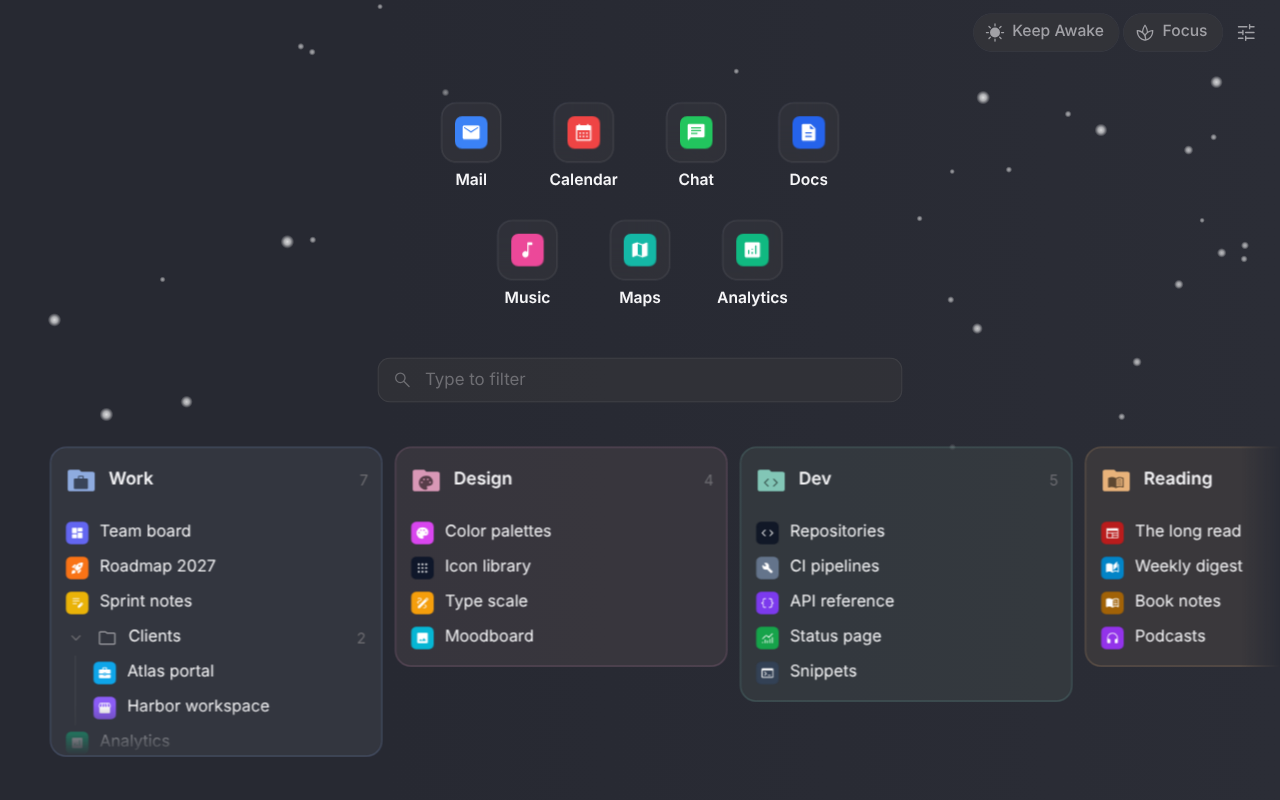 Keep Awake
Focus
Mail
Calendar
Chat
Docs
Music
Maps
Analytics
Type to filter
Work
7
Team board
Roadmap 2027
Sprint notes
Clients
2
Atlas portal
Harbor workspace
Analytics
Design
4
Color palettes
Icon library
Type scale
Moodboard
Dev
5
Repositories
CI pipelines
API reference
Status page
Snippets
Reading
The long read
Weekly digest
Book notes
Podcasts